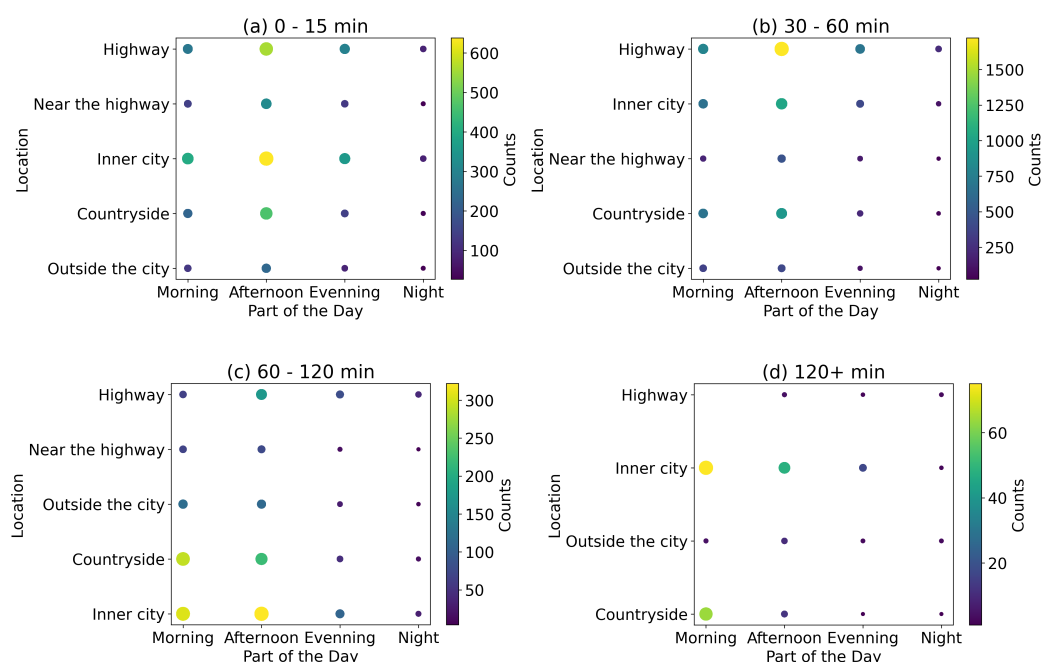 (a) 0 - 15 min
Highway
Near the highway
Inner city
Countryside
Outside the city
Location
Morning Afternoon Evenning Night
Part of the Day
600
500
400
300
200
100
Counts
(b) 30 - 60 min
Highway
Inner city
Near the highway
Countryside
Outside the city
Location
Morning Afternoon Evenning Night
Part of the Day
1500
1250
1000
750
500
250
Counts
(c) 60 - 120 min
Highway
Near the highway
Outside the city
Countryside
Inner city
Location
Morning Afternoon Evenning Night
Part of the Day
300
250
200
150
100
50
Counts
(d) 120+ min
Highway
Inner city
Outside the city
Countryside
Location
Morning Afternoon Evenning Night
Part of the Day
60
40
20
Counts